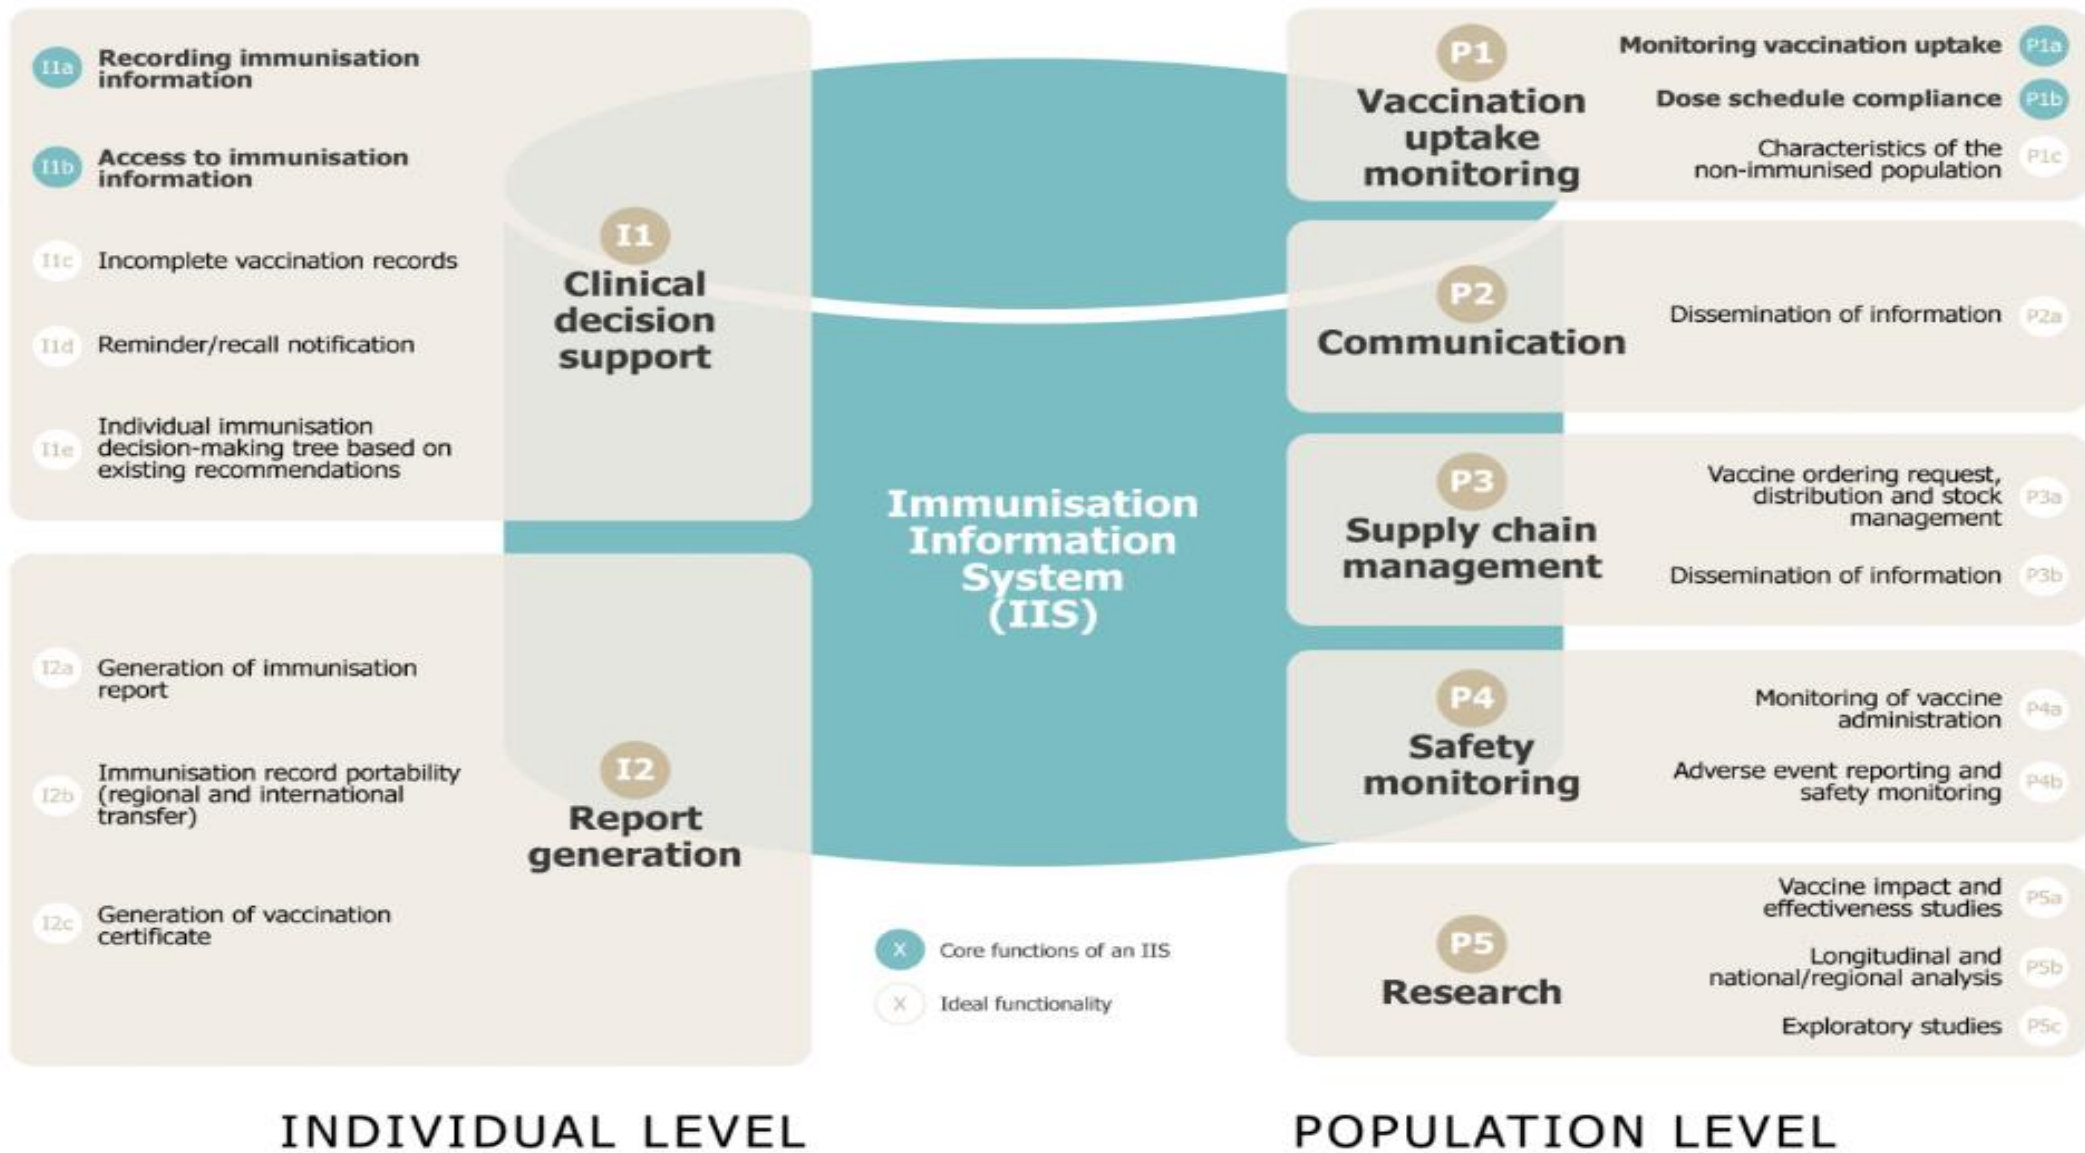 I1a
Recording immunisation
information
I1b
Access to immunisation
information
I1c
Incomplete vaccination records
I1d
Reminder/recall notification
I1e
Individual immunisation
decision-making tree based on
existing recommendations
I1
Clinical
decision
support
I2a
Generation of immunisation
report
I2b
Immunisation record portability
(regional and international
transfer)
I2c
Generation of vaccination
certificate
I2
Report
generation
Immunisation
Information
System
(IIS)
X
Core functions of an IIS
X
Ideal functionality
P1
Vaccination
uptake
monitoring
Monitoring vaccination uptake
P1a
Dose schedule compliance
P1b
Characteristics of the
non-immunised population
P1c
P2
Communication
Dissemination of information
P2a
P3
Supply chain
management
Vaccine ordering request,
distribution and stock
management
P3a
Dissemination of information
P3b
P4
Safety
monitoring
Monitoring of vaccine
administration
P4a
Adverse event reporting and
safety monitoring
P4b
P5
Research
Vaccine impact and
effectiveness studies
P5a
Longitudinal and
national/regional analysis
P5b
Exploratory studies
P5c
INDIVIDUAL LEVEL
POPULATION LEVEL